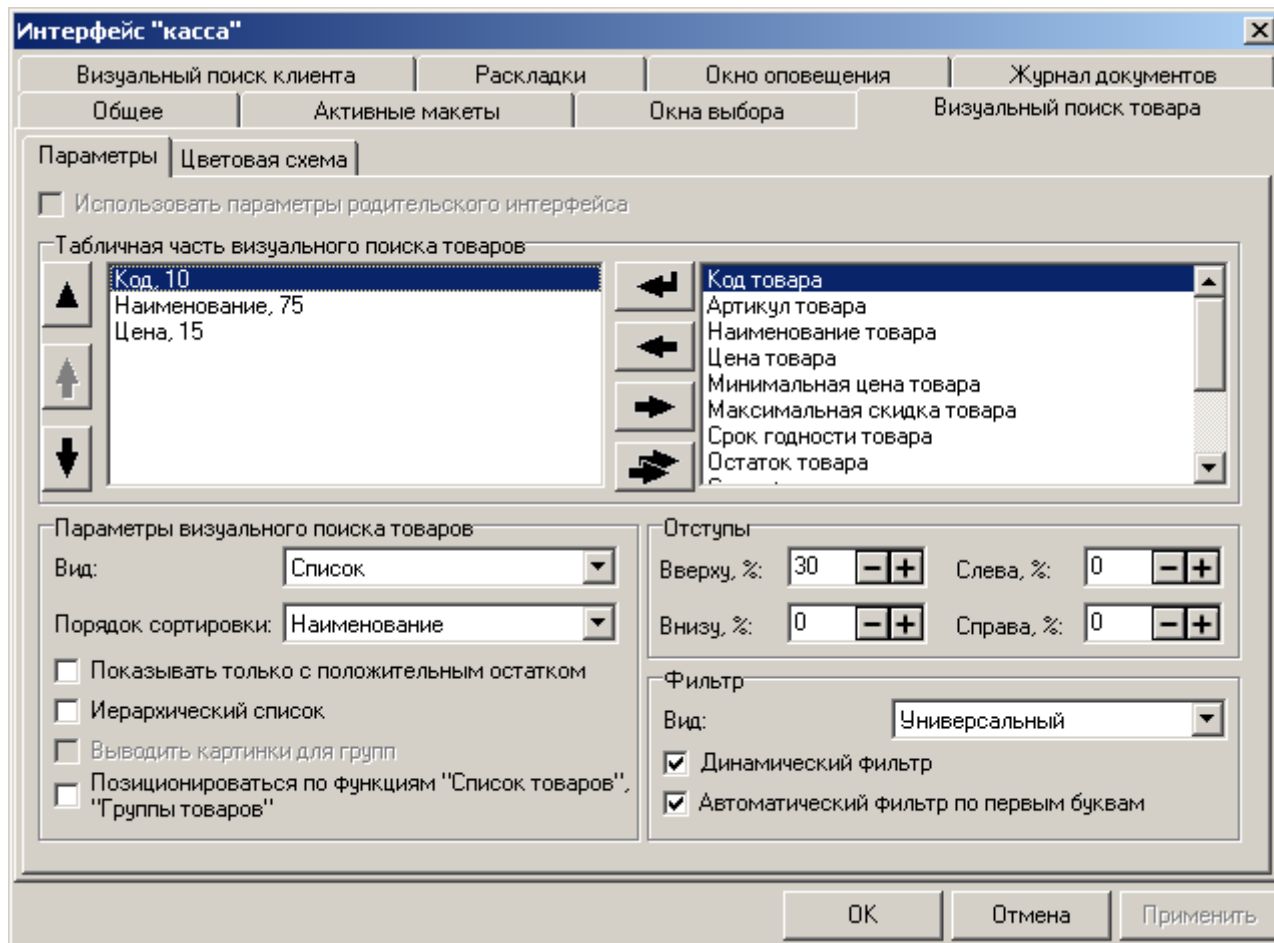 Интерфейс "касса"
Визуальный поиск клиента
Раскладки
Окно оповещения
Журнал документов
Общее
Активные макеты
Окна выбора
Визуальный поиск товара
Параметры
Цветовая схема
Использовать параметры родительского интерфейса
Табличная часть визуального поиска товаров
Код, 10
Наименование, 75
Цена, 15
Код товара
Артикул товара
Наименование товара
Цена товара
Минимальная цена товара
Максимальная скидка товара
Срок годности товара
Остаток товара
Параметры визуального поиска товаров
Вид:
Список
Порядок сортировки:
Наименование
Показывать только с положительным остатком
Иерархический список
Выводить картинки для групп
Позиционироваться по функциям "Список товаров",
"Группы товаров"
Отступы
Вверху, %:
30
Слева, %:
0
Внизу, %:
0
Справа, %:
0
Фильтр
Вид:
Универсальный
Динамический фильтр
Автоматический фильтр по первым буквам
OK
Отмена
Применить